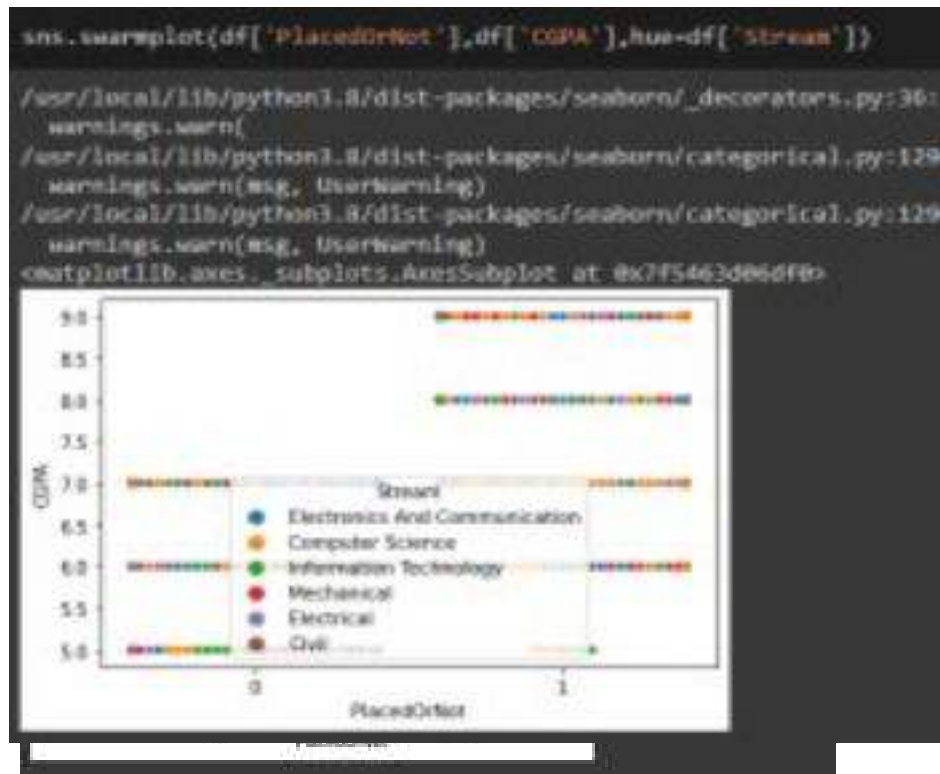 sns.swarmplot(df['PlacedOrNot'],df['CGPA'],hue=df['Stream'])
/usr/local/lib/python3.8/dist-packages/seaborn/_decorators.py:36:
warnings.warn(
/usr/local/lib/python3.8/dist-packages/seaborn/categorical.py:129
warnings.warn(msg, UserWarning)
/usr/local/lib/python3.8/dist-packages/seaborn/categorical.py:129
warnings.warn(msg, UserWarning)
<matplotlib.axes._subplots.AxesSubplot at 0x7f5463d06df0>
9.0
8.5
8.0
7.5
7.0
6.5
6.0
5.5
5.0
CGPA
Stream
Electronics And Communication
Computer Science
Information Technology
Mechanical
Electrical
Civil
0 1
PlacedOrNot